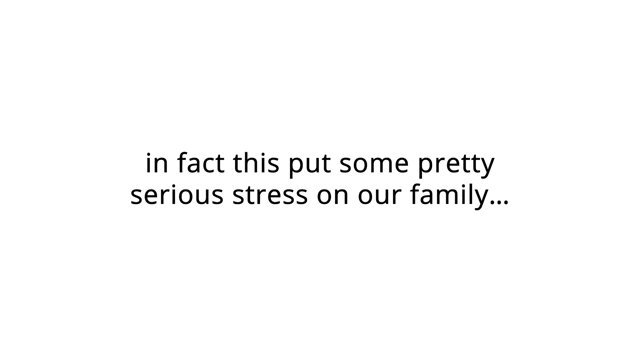 in fact this put some pretty
serious stress on our family...